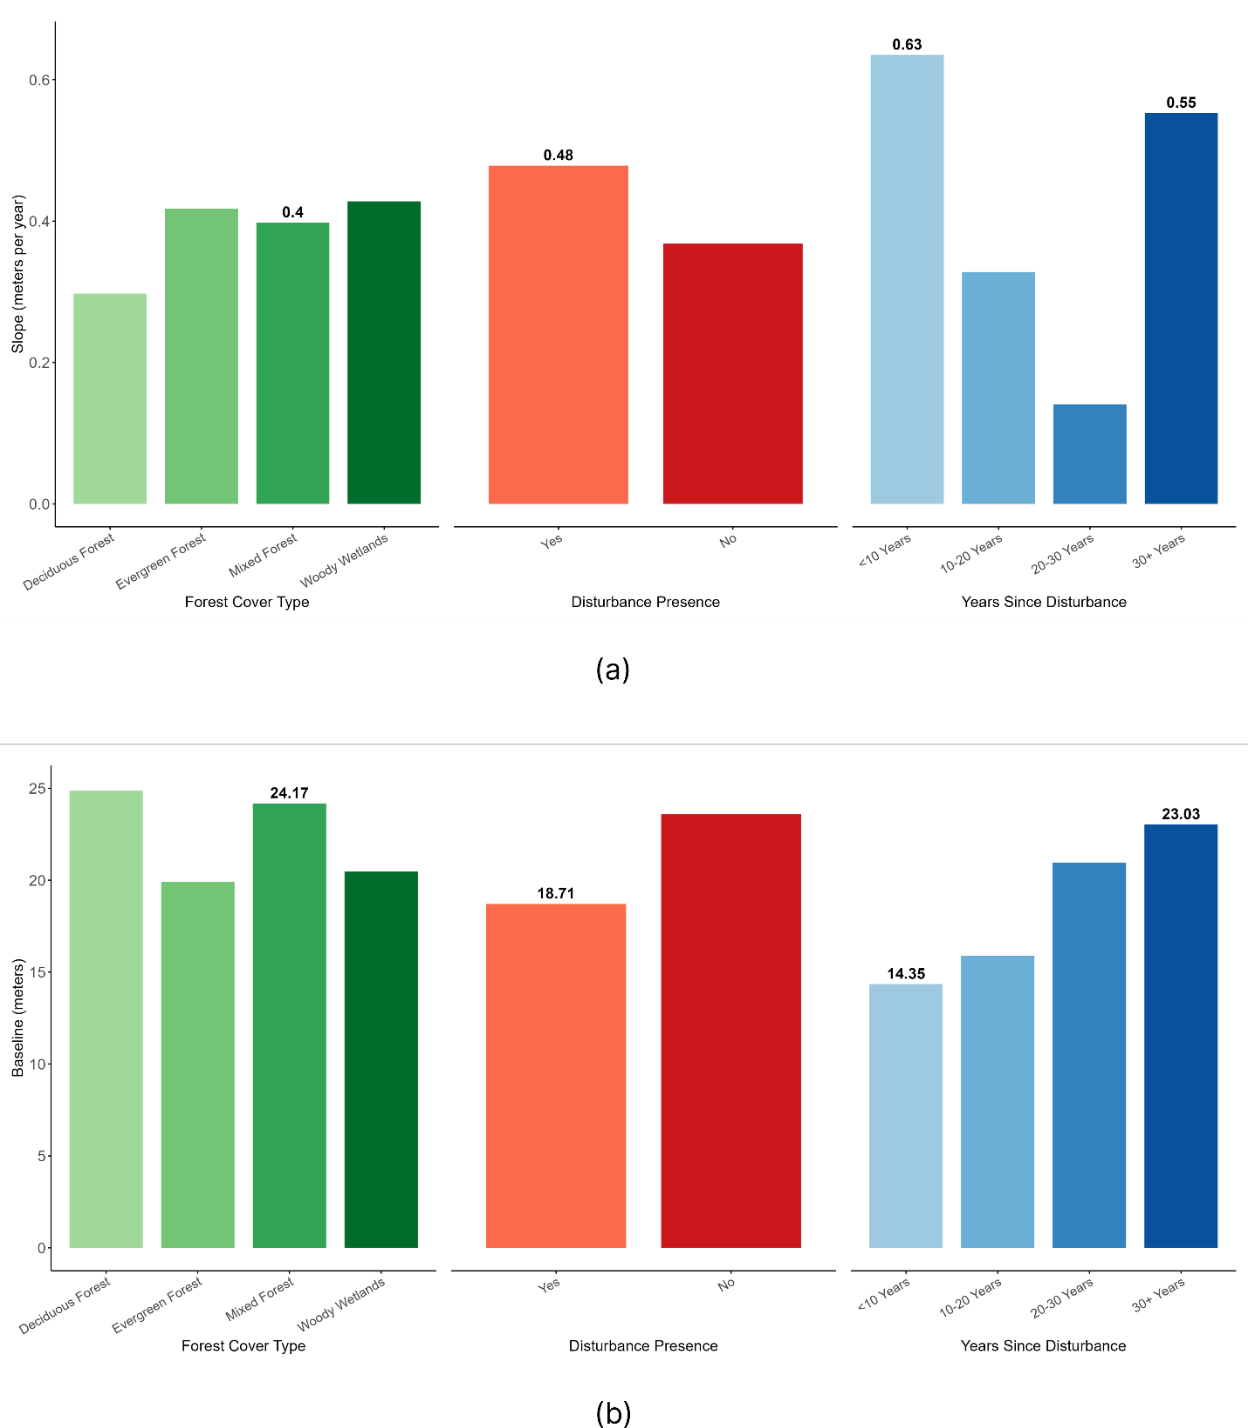 0.63
0.55
0.48
0.4
0.6
0.4
0.2
0.0
Slope (meters per year)
Deciduous Forest
Evergreen Forest
Mixed Forest
Woody Wetlands
Yes
No
<10 Years
10-20 Years
20-30 Years
30+ Years
Forest Cover Type
Disturbance Presence
Years Since Disturbance
(a)
24.17
23.03
18.71
14.35
25
20
15
10
5
0
Baseline (meters)
Deciduous Forest
Evergreen Forest
Mixed Forest
Woody Wetlands
Yes
No
<10 Years
10-20 Years
20-30 Years
30+ Years
Forest Cover Type
Disturbance Presence
Years Since Disturbance
(b)